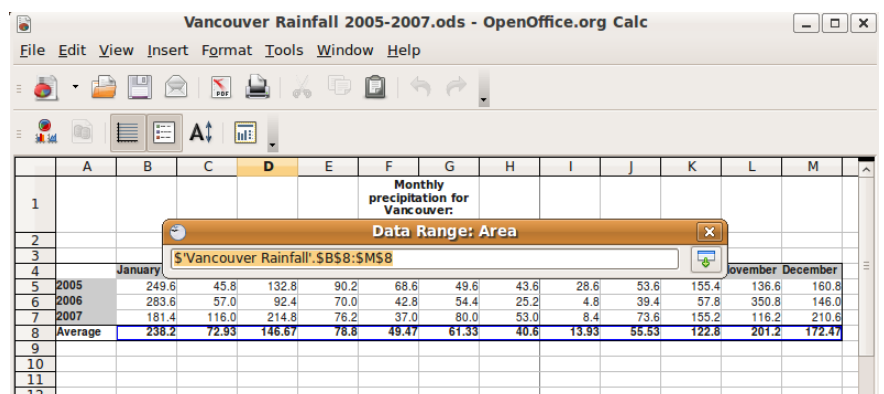 Vancouver Rainfall 2005-2007.ods - OpenOffice.org Calc
File Edit View Insert Format Tools Window Help
PDF
A
A B C D E F G H I J K L M
1 Monthly
precipitation for
Vancouver:
2
Data Range: Area
3
$'Vancouver Rainfall'.$B$8:$M$8
4 January November December
5 2005 249.6 45.8 132.8 90.2 68.6 49.6 43.6 28.6 53.6 155.4 136.6 160.8
6 2006 283.6 57.0 92.4 70.0 42.8 54.4 25.2 4.8 39.4 57.8 350.8 146.0
7 2007 181.4 116.0 214.8 76.2 37.0 80.0 53.0 8.4 73.6 155.2 116.2 210.6
8 Average 238.2 72.93 146.67 78.8 49.47 61.33 40.6 13.93 55.53 122.8 201.2 172.47
9
10
11
12